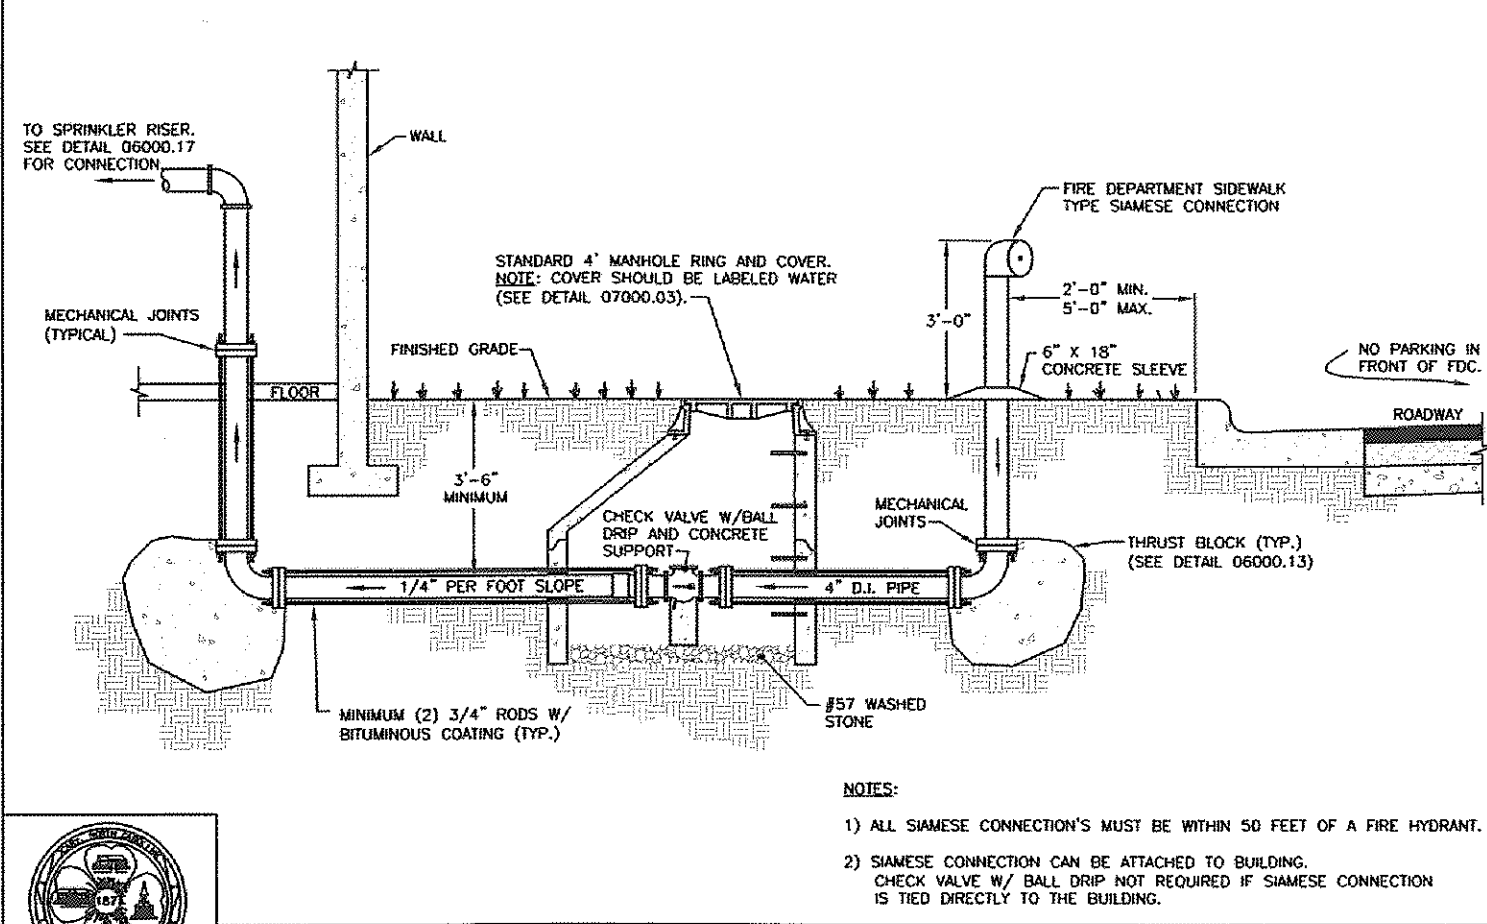 TO SPRINKLER RISER.
SEE DETAIL 06000.17
FOR CONNECTION
WALL
FIRE DEPARTMENT SIDEWALK
TYPE SIAMESE CONNECTION
STANDARD 4' MANHOLE RING AND COVER.
NOTE: COVER SHOULD BE LABELED WATER
(SEE DETAIL 07000.03).
2'-0" MIN.
5'-0" MAX.
3'-0"
MECHANICAL JOINTS
(TYPICAL)
FINISHED GRADE
6" X 18"
CONCRETE SLEEVE
NO PARKING IN
FRONT OF FDC.
FLOOR
ROADWAY
3'-6"
MINIMUM
CHECK VALVE W/BALL
DRIP AND CONCRETE
SUPPORT
MECHANICAL
JOINTS
THRUST BLOCK (TYP.)
(SEE DETAIL 06000.13)
1/4" PER FOOT SLOPE
4" D.I. PIPE
MINIMUM (2) 3/4" RODS W/
BITUMINOUS COATING (TYP.)
#57 WASHED
STONE
NOTES:
1) ALL SIAMESE CONNECTION'S MUST BE WITHIN 50 FEET OF A FIRE HYDRANT.
2) SIAMESE CONNECTION CAN BE ATTACHED TO BUILDING.
CHECK VALVE W/ BALL DRIP NOT REQUIRED IF SIAMESE CONNECTION
IS TIED DIRECTLY TO THE BUILDING.